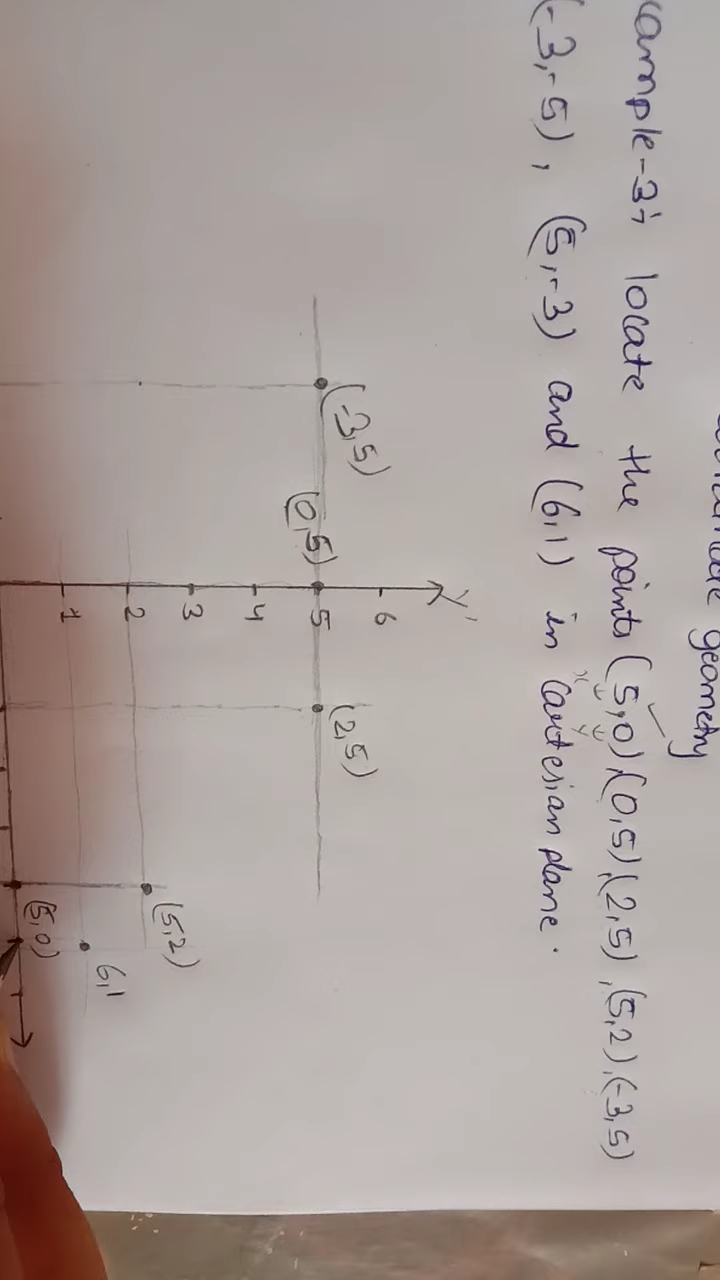 geometry
ample-3; locate the points (5,0),(0,5),(2,5),(5,2),(-3,5)
x y
(-3,-5), (5,-3) and (6,1) in Cartesian plane.
Y'
6
(-3,5) (0,5) 5 (2,5)
4
3
2 (5,2)
1 6,1
(5,0)